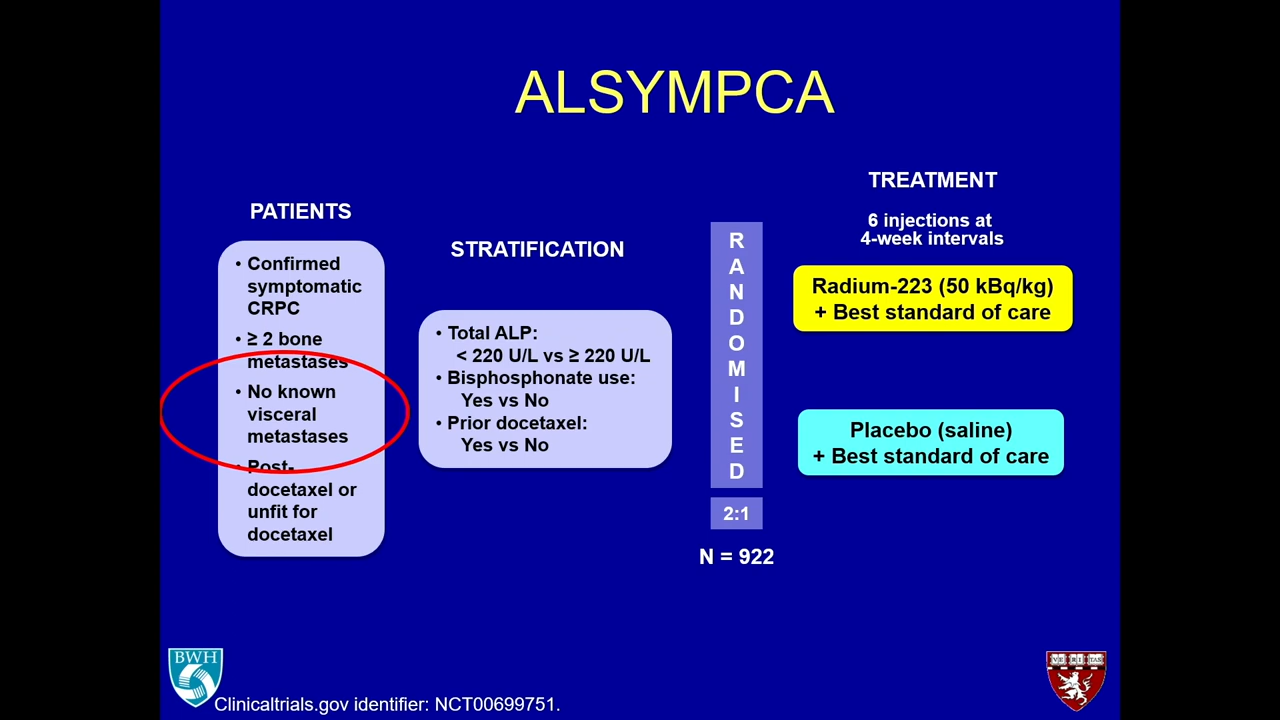 ALSYMPCA
PATIENTS
• Confirmed
symptomatic
CRPC
• ≥ 2 bone
metastases
• No known
visceral
metastases
• Post-
docetaxel or
unfit for
docetaxel
STRATIFICATION
• Total ALP:
< 220 U/L vs ≥ 220 U/L
• Bisphosphonate use:
Yes vs No
• Prior docetaxel:
Yes vs No
R
A
N
D
O
M
I
S
E
D
2:1
N = 922
TREATMENT
6 injections at
4-week intervals
Radium-223 (50 kBq/kg)
+ Best standard of care
Placebo (saline)
+ Best standard of care
BWH
Clinicaltrials.gov identifier: NCT00699751.
VE RI TAS